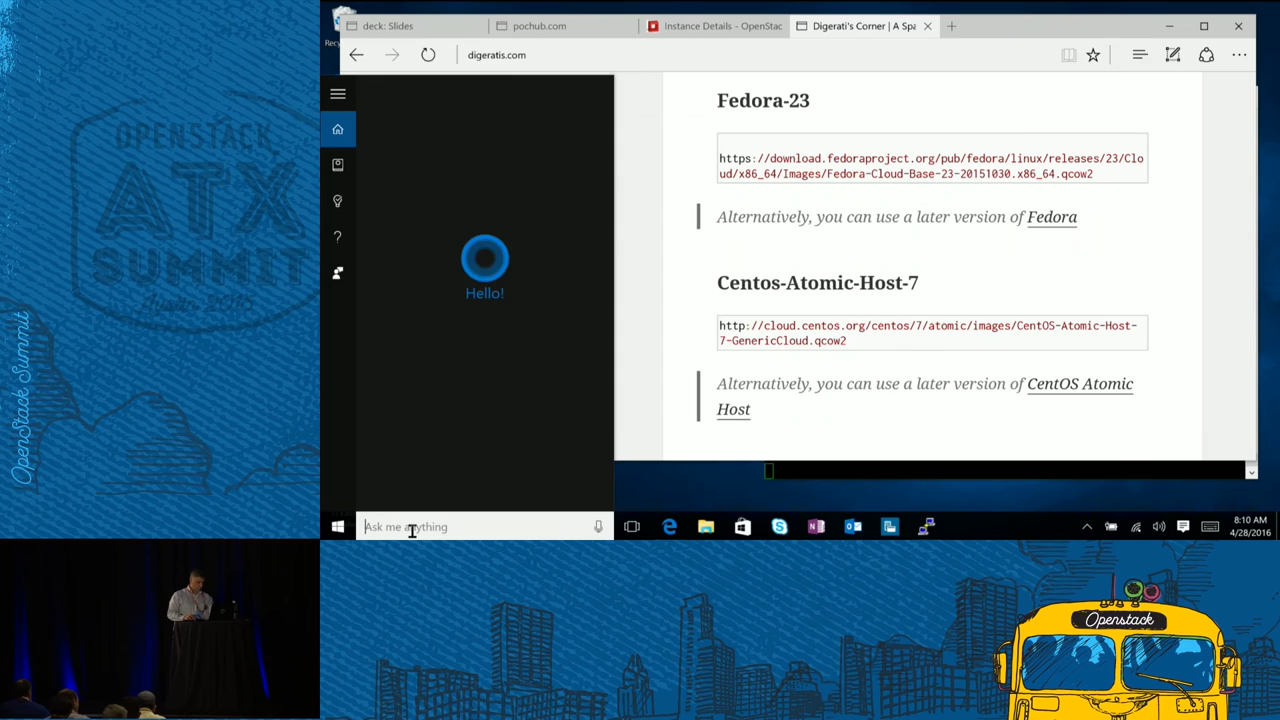 OPENSTACK
ATX
SUMMIT
OpenStack Summit
deck: Slides
pochub.com
Instance Details - OpenStac
Digerati's Corner | A Spa
digeratis.com
Fedora-23
https://download.fedoraproject.org/pub/fedora/linux/releases/23/Clo
ud/x86_64/Images/Fedora-Cloud-Base-23-20151030.x86_64.qcow2
Alternatively, you can use a later version of Fedora
Centos-Atomic-Host-7
http://cloud.centos.org/centos/7/atomic/images/CentOS-Atomic-Host-
7-GenericCloud.qcow2
Alternatively, you can use a later version of CentOS Atomic
Host
Hello!
Ask me anything
8:10 AM
4/28/2016
Openstack